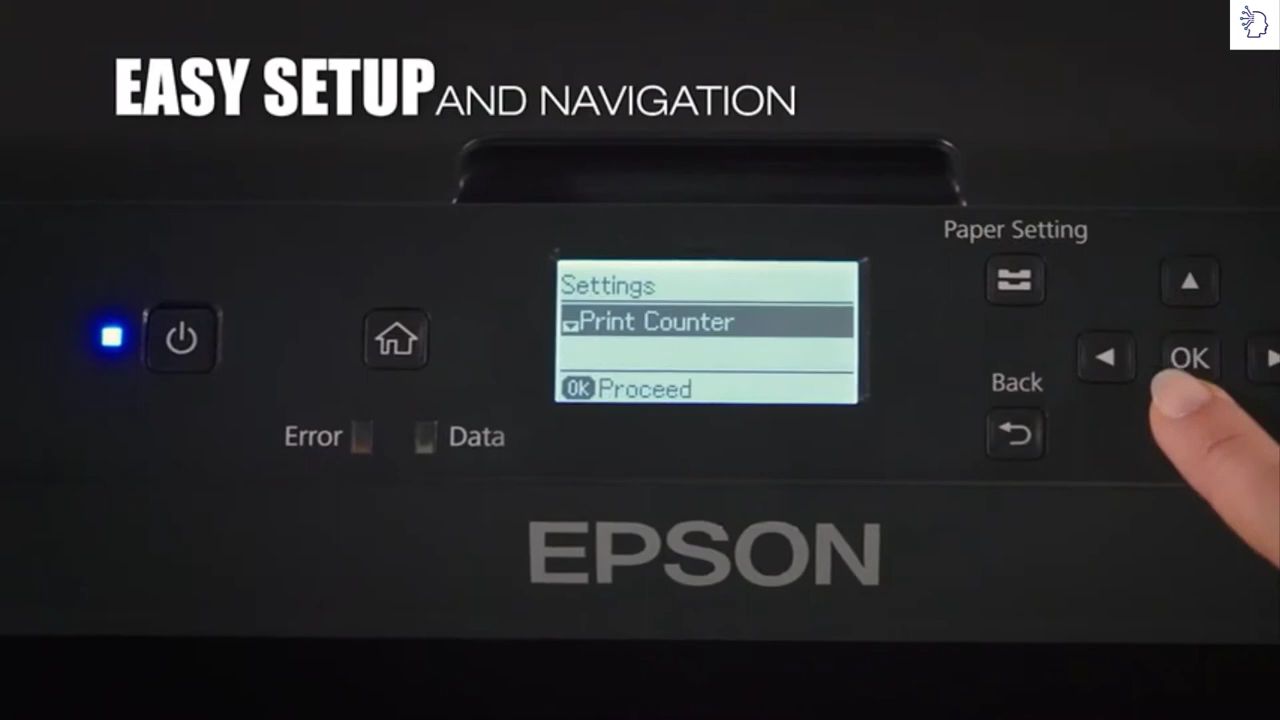 EASY SETUP AND NAVIGATION
Paper Setting
Settings
Print Counter
OK
OK Proceed
Back
Error
Data
EPSON